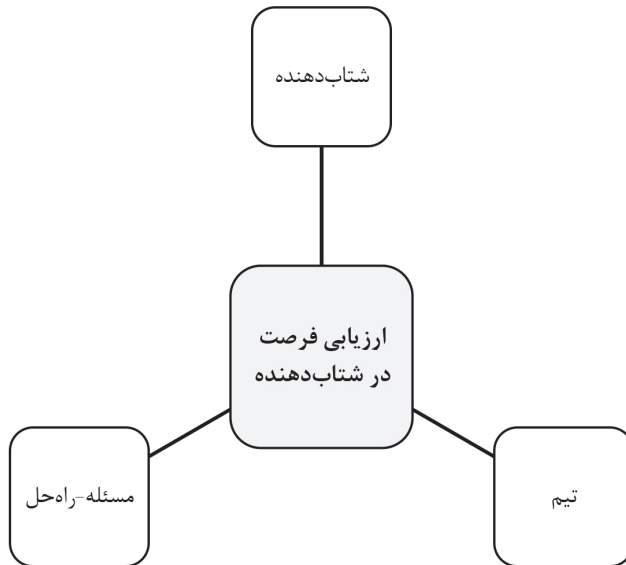 شتاب‌دهنده
ارزیابی فرصت
در شتاب‌دهنده
تیم
مسئله-راه‌حل